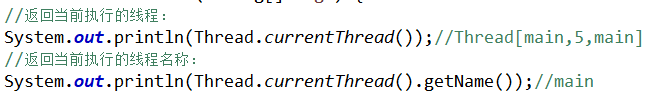 //返回当前执行的线程:
System.out.println(Thread.currentThread());//Thread[main,5,main]
//返回当前执行的线程名称:
System.out.println(Thread.currentThread().getName());//main